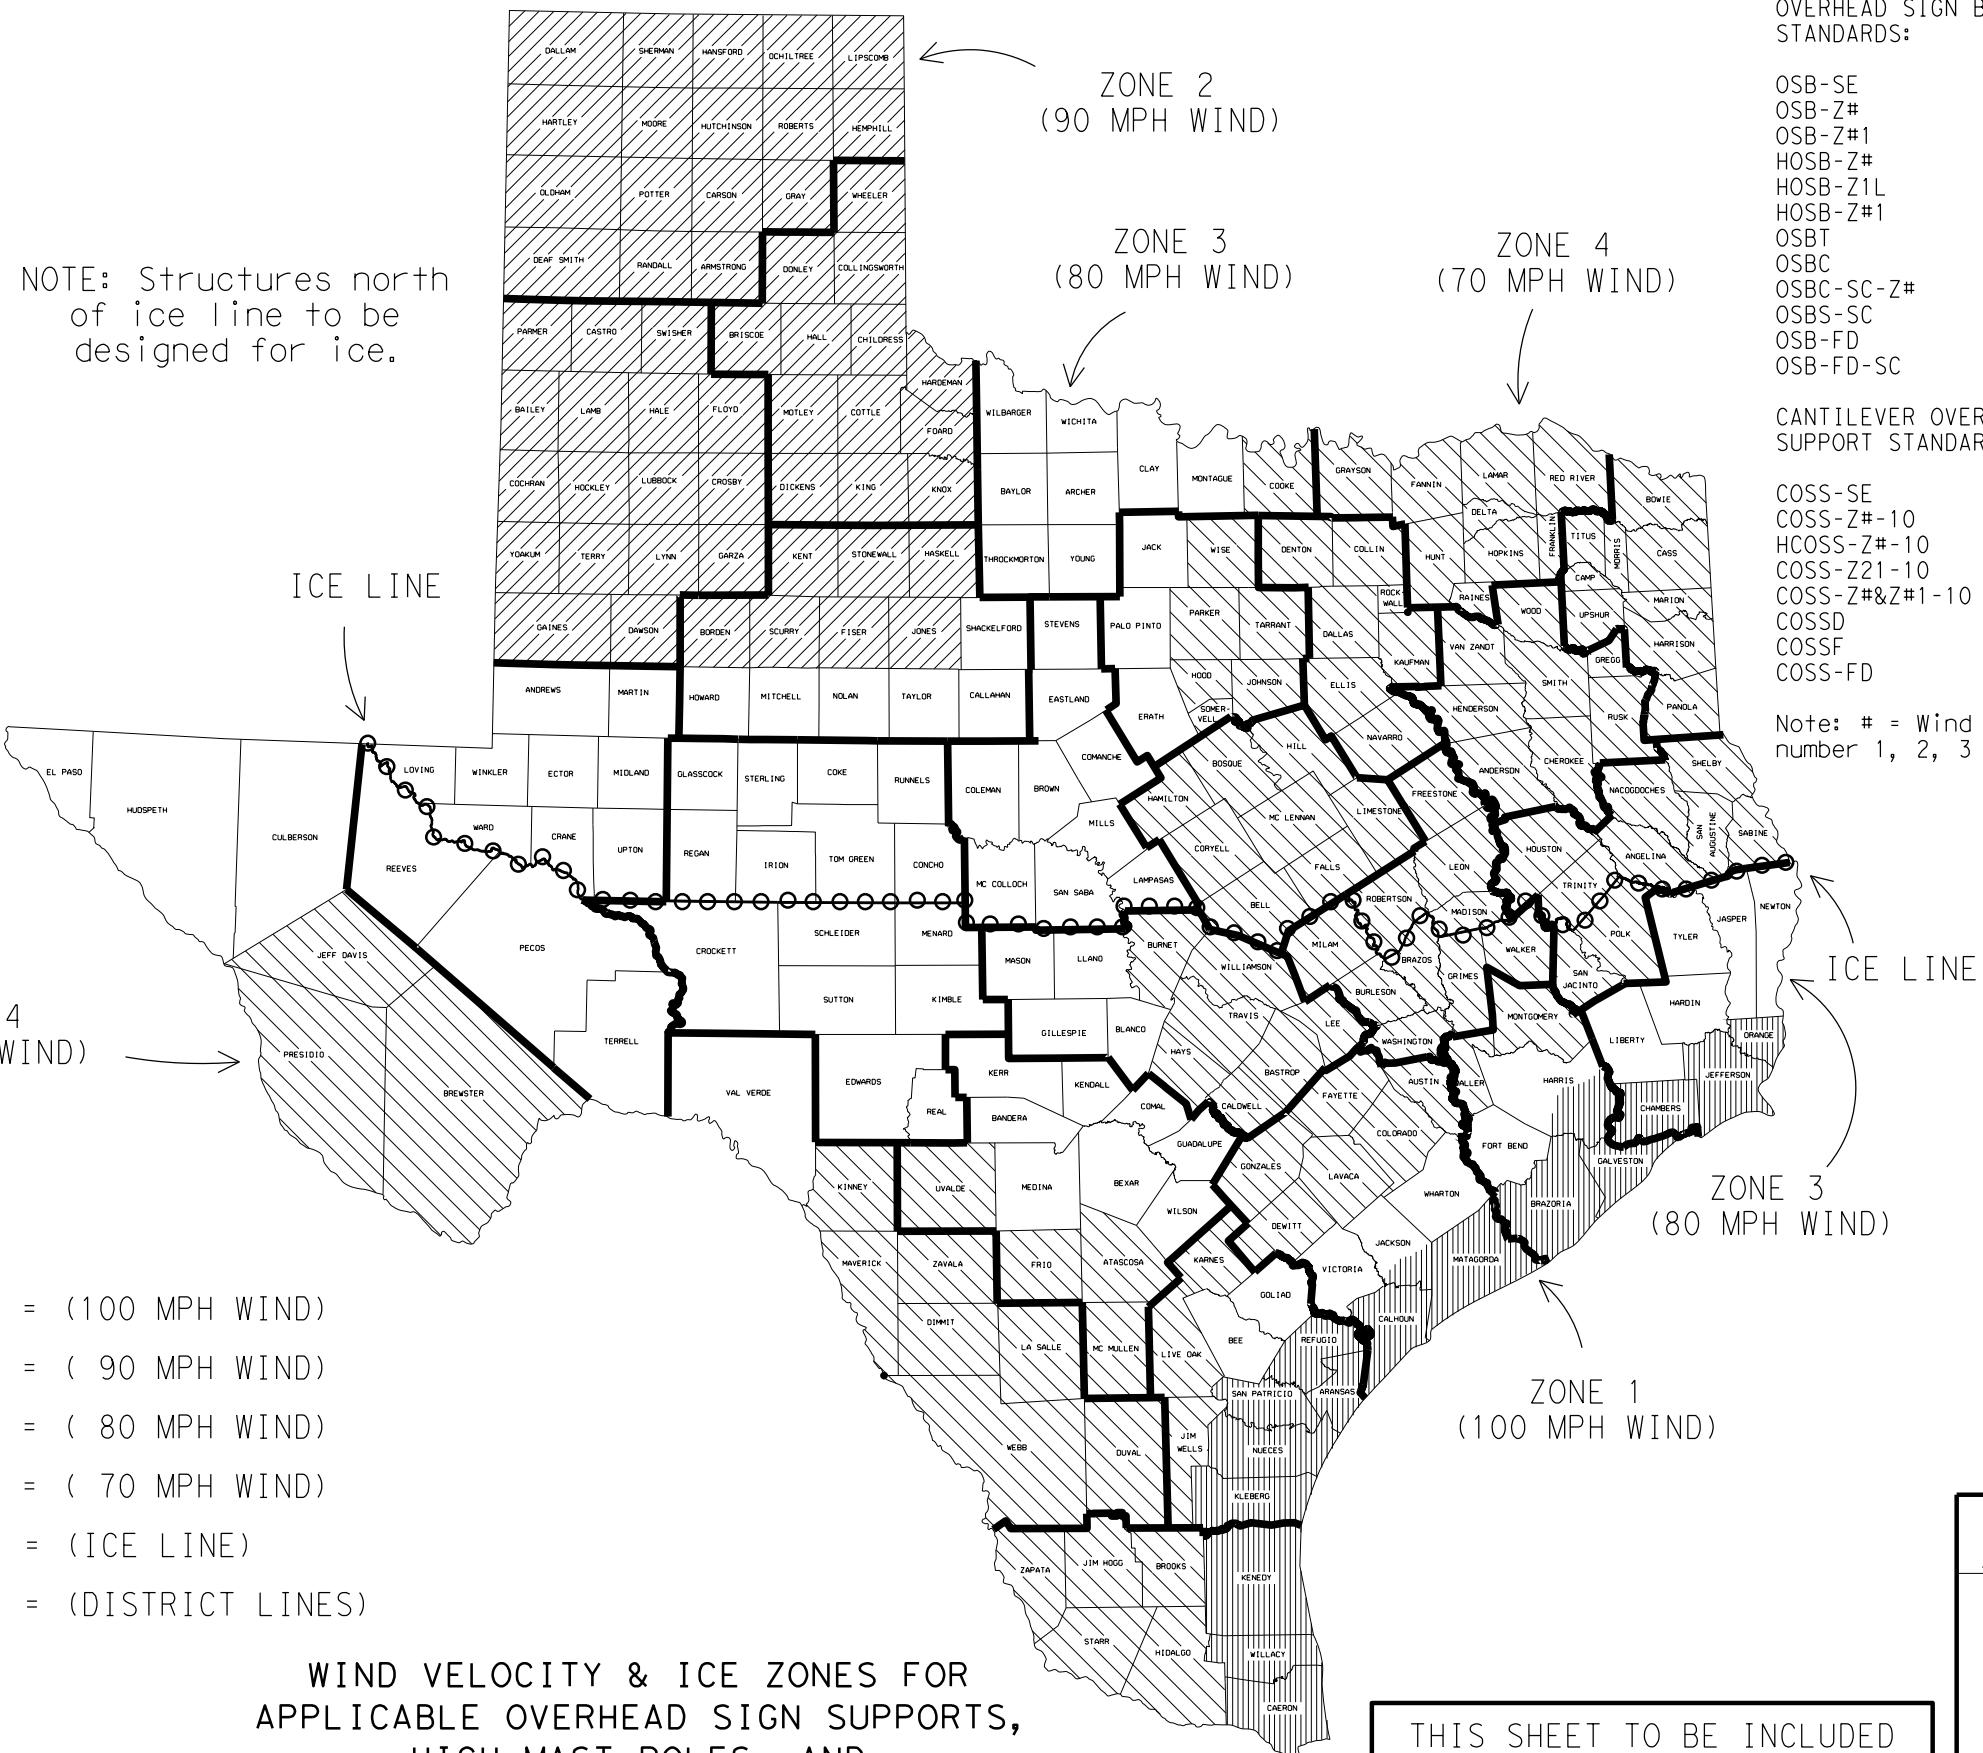 OVERHEAD SIGN B
STANDARDS:
OSB-SE
OSB-Z#
OSB-Z#1
HOSB-Z#
HOSB-Z1L
HOSB-Z#1
OSBT
OSBC
OSBC-SC-Z#
OSBS-SC
OSB-FD
OSB-FD-SC
CANTILEVER OVER
SUPPORT STANDAR
COSS-SE
COSS-Z#-10
HCOSS-Z#-10
COSS-Z21-10
COSS-Z#&Z#1-10
COSSD
COSSF
COSS-FD
Note: # = Wind
number 1, 2, 3
ZONE 2
(90 MPH WIND)
ZONE 3
(80 MPH WIND)
ZONE 4
(70 MPH WIND)
NOTE: Structures north
of ice line to be
designed for ice.
ICE LINE
DALLAM SHERMAN HANSFORD OCHILTREE LIPSCOMB
HARTLEY MOORE HUTCHINSON ROBERTS HEMPHILL
OLDHAM POTTER CARSON GRAY WHEELER
DEAF SMITH RANDALL ARMSTRONG DONLEY COLLINGSWORTH
PARMER CASTRO SWISHER BRISCOE HALL CHILDRESS
HARDEMAN
BAILEY LAMB HALE FLOYD MOTLEY COTTLE
FOARD WILBARGER WICHITA
COCHRAN HOCKLEY LUBBOCK CROSBY DICKENS KING KNOX BAYLOR ARCHER CLAY MONTAGUE COOKE GRAYSON FANNIN LAMAR RED RIVER BOWIE
DELTA
YOAKUM TERRY LYNN GARZA KENT STONEWALL HASKELL THROCKMORTON YOUNG JACK WISE DENTON COLLIN HUNT HOPKINS FRANKLIN TITUS MORRIS CASS
CAMP
GAINES DAWSON BORDEN SCURRY FISER JONES SHACKELFORD STEVENS PALO PINTO PARKER TARRANT DALLAS ROCK-
WALL RAINES WOOD UPSHUR MARION
KAUFMAN VAN ZANDT GREGG HARRISON
ANDREWS MARTIN HOWARD MITCHELL NOLAN TAYLOR CALLAHAN EASTLAND ERATH HOOD JOHNSON ELLIS HENDERSON SMITH RUSK PANOLA
SOMER-
VELL
EL PASO HUDSPETH CULBERSON LOVING WINKLER ECTOR MIDLAND GLASSCOCK STERLING COKE RUNNELS COLEMAN BROWN COMANCHE BOSQUE HILL NAVARRO ANDERSON CHEROKEE SHELBY
REEVES WARD CRANE UPTON REGAN IRION TOM GREEN CONCHO MILLS HAMILTON MC LENNAN LIMESTONE FREESTONE NACOGDOCHES
SAN
AUGUSTINE SABINE
MC COLLOCH SAN SABA LAMPASAS CORYELL FALLS LEON HOUSTON ANGELINA
TRINITY
BELL ROBERTSON MADISON JASPER NEWTON
JEFF DAVIS PECOS CROCKETT SCHLEIDER MENARD MASON LLANO BURNET MILAM BRAZOS WALKER POLK TYLER
WILLIAMSON GRIMES SAN
JACINTO
SUTTON KIMBLE BURLESON HARDIN
TRAVIS MONTGOMERY
TERRELL GILLESPIE BLANCO LEE WASHINGTON LIBERTY ORANGE
PRESIDIO BREWSTER HAYS BASTROP
VAL VERDE EDWARDS KERR KENDALL AUSTIN WALLER HARRIS JEFFERSON
REAL BANDERA COMAL CALDWELL FAYETTE CHAMBERS
GUADALUPE COLORADO FORT BEND GALVESTON
KINNEY UVALDE MEDINA BEXAR GONZALES LAVACA
WILSON WHARTON BRAZORIA
DEWITT
MAVERICK ZAVALA FRIO ATASCOSA KARNES JACKSON MATAGORDA
VICTORIA
GOLIAD
DIMMIT LA SALLE MC MULLEN LIVE OAK BEE REFUGIO CALHOUN
SAN PATRICIO ARANSAS
WEBB DUVAL JIM
WELLS NUECES
KLEBERG
ZAPATA JIM HOGG BROOKS KENEDY
STARR HIDALGO WILLACY
CAERON
ICE LINE
ZONE 3
(80 MPH WIND)
ZONE 1
(100 MPH WIND)
4
WIND)
= (100 MPH WIND)
= ( 90 MPH WIND)
= ( 80 MPH WIND)
= ( 70 MPH WIND)
= (ICE LINE)
= (DISTRICT LINES)
WIND VELOCITY & ICE ZONES FOR
APPLICABLE OVERHEAD SIGN SUPPORTS,
HIGH MAST POLES, AND
THIS SHEET TO BE INCLUDED